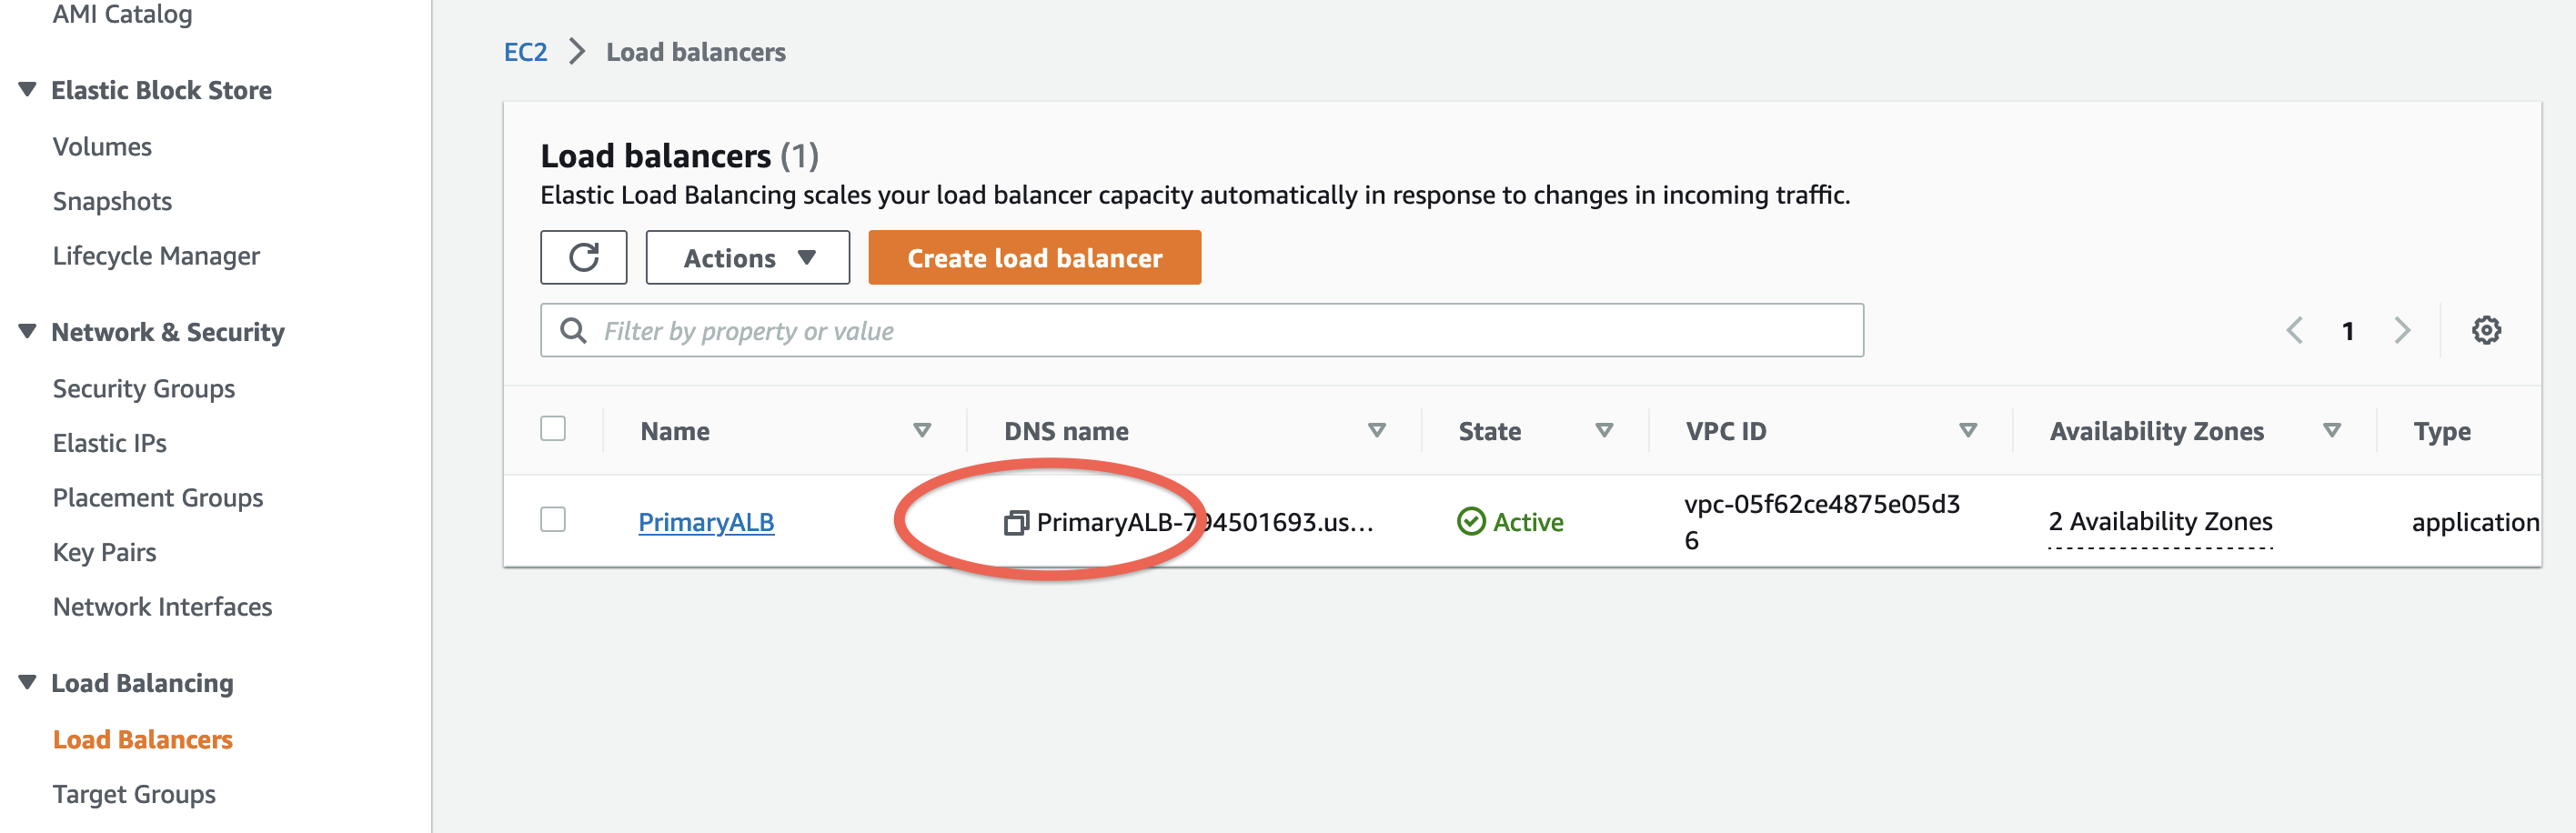 AMI Catalog
Elastic Block Store
Volumes
Snapshots
Lifecycle Manager
Network & Security
Security Groups
Elastic IPs
Placement Groups
Key Pairs
Network Interfaces
Load Balancing
Load Balancers
Target Groups
EC2 > Load balancers
Load balancers (1)
Elastic Load Balancing scales your load balancer capacity automatically in response to changes in incoming traffic.
Actions Create load balancer
Filter by property or value 1
Name DNS name State VPC ID Availability Zones Type
PrimaryALB PrimaryALB-794501693.us... Active vpc-05f62ce4875e05d3 2 Availability Zones application
6